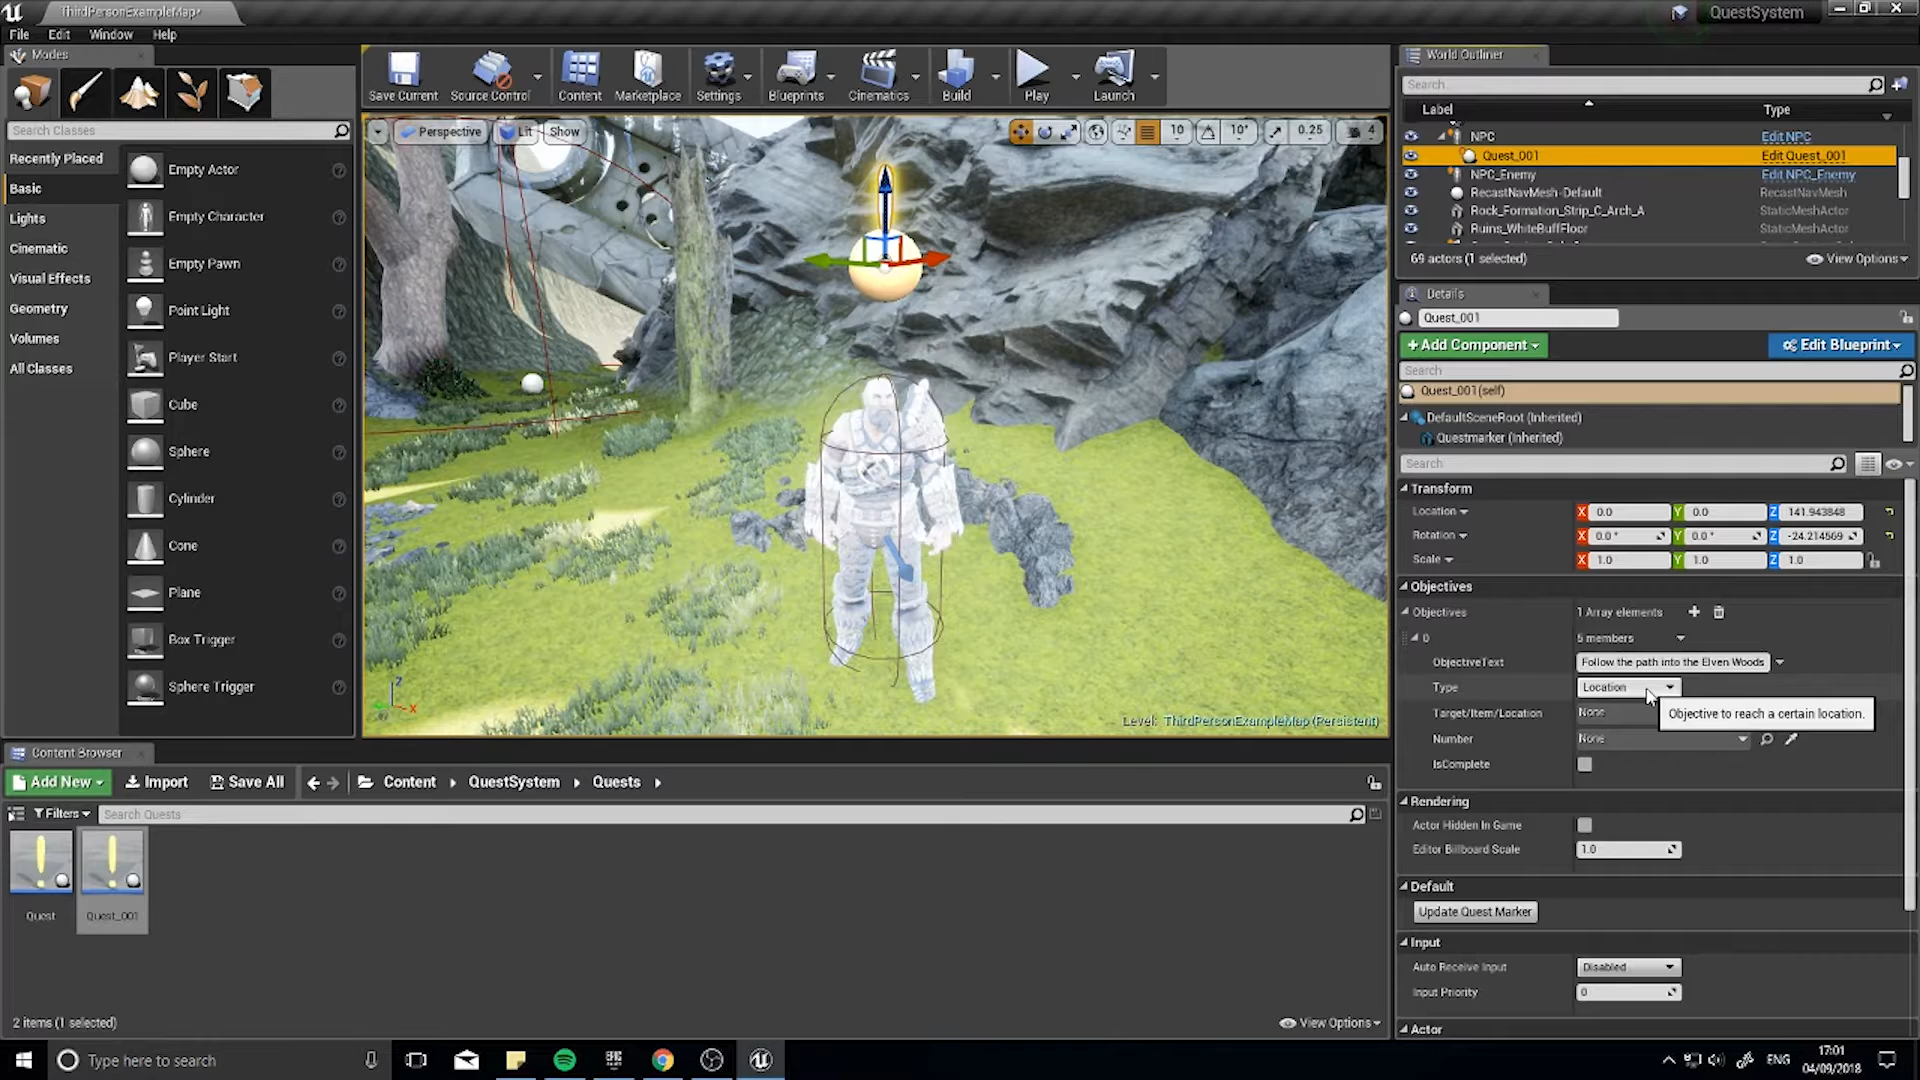 ThirdPersonExampleMap*
QuestSystem
File Edit Window Help
Modes
Search Classes
Recently Placed
Basic
Lights
Cinematic
Visual Effects
Geometry
Volumes
All Classes
Empty Actor
Empty Character
Empty Pawn
Point Light
Player Start
Cube
Sphere
Cylinder
Cone
Plane
Box Trigger
Sphere Trigger
Save Current Source Control Content Marketplace Settings Blueprints Cinematics Build Play Launch
Perspective Lit Show
10 10° 0.25 4
Level: ThirdPersonExampleMap (Persistent)
World Outliner
Search
Label Type
NPC Edit NPC
Quest_001 Edit Quest_001
NPC_Enemy Edit NPC_Enemy
RecastNavMesh-Default RecastNavMesh
Rock_Formation_Strip_C_Arch_A StaticMeshActor
Ruins_WhiteBuffFloor StaticMeshActor
69 actors (1 selected) View Options
Details
Quest_001
+ Add Component Edit Blueprint
Search
Quest_001(self)
DefaultSceneRoot (Inherited)
Questmarker (Inherited)
Search
Transform
Location X 0.0 Y 0.0 Z 141.943848
Rotation X 0.0° Y 0.0° Z -24.214569
Scale X 1.0 Y 1.0 Z 1.0
Objectives
Objectives 1 Array elements
0 5 members
ObjectiveText Follow the path into the Elven Woods
Type Location
Target/Item/Location None
Objective to reach a certain location.
Number None
IsComplete
Rendering
Actor Hidden In Game
Editor Billboard Scale 1.0
Default
Update Quest Marker
Input
Auto Receive Input Disabled
Input Priority 0
Actor
Content Browser
Add New Import Save All Content QuestSystem Quests
Filters Search Quests
Quest Quest_001
2 items (1 selected) View Options
Type here to search
ENG
17:01
04/09/2018